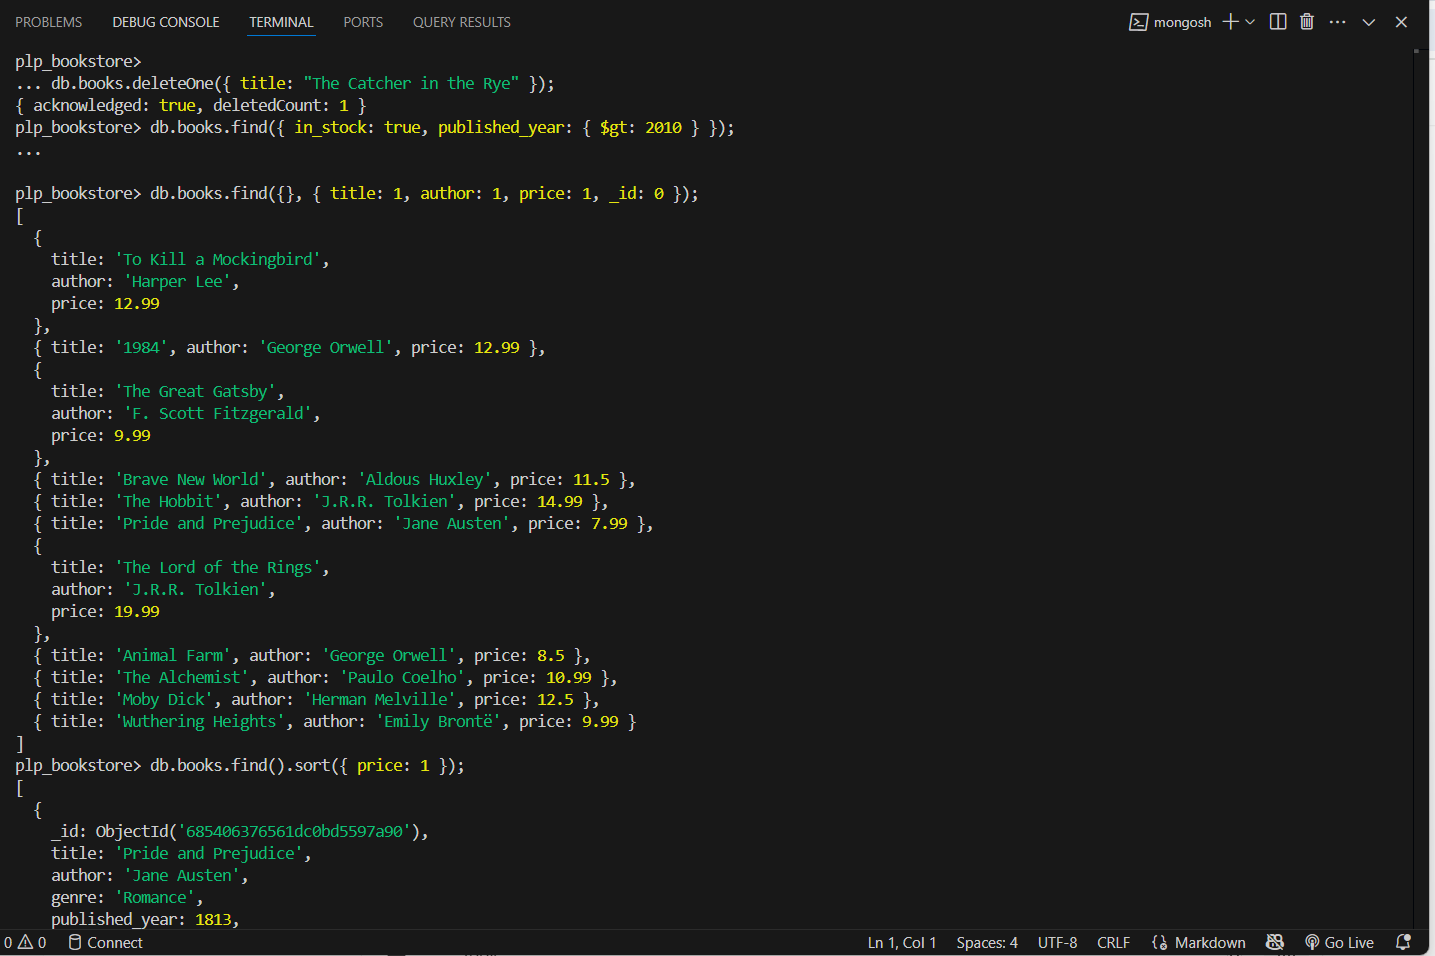 PROBLEMS DEBUG CONSOLE TERMINAL PORTS QUERY RESULTS mongosh
plp_bookstore>
... db.books.deleteOne({ title: "The Catcher in the Rye" });
{ acknowledged: true, deletedCount: 1 }
plp_bookstore> db.books.find({ in_stock: true, published_year: { $gt: 2010 } });
...
plp_bookstore> db.books.find({}, { title: 1, author: 1, price: 1, _id: 0 });
[
  {
    title: 'To Kill a Mockingbird',
    author: 'Harper Lee',
    price: 12.99
  },
  { title: '1984', author: 'George Orwell', price: 12.99 },
  {
    title: 'The Great Gatsby',
    author: 'F. Scott Fitzgerald',
    price: 9.99
  },
  { title: 'Brave New World', author: 'Aldous Huxley', price: 11.5 },
  { title: 'The Hobbit', author: 'J.R.R. Tolkien', price: 14.99 },
  { title: 'Pride and Prejudice', author: 'Jane Austen', price: 7.99 },
  {
    title: 'The Lord of the Rings',
    author: 'J.R.R. Tolkien',
    price: 19.99
  },
  { title: 'Animal Farm', author: 'George Orwell', price: 8.5 },
  { title: 'The Alchemist', author: 'Paulo Coelho', price: 10.99 },
  { title: 'Moby Dick', author: 'Herman Melville', price: 12.5 },
  { title: 'Wuthering Heights', author: 'Emily Brontë', price: 9.99 }
]
plp_bookstore> db.books.find().sort({ price: 1 });
[
  {
    _id: ObjectId('685406376561dc0bd5597a90'),
    title: 'Pride and Prejudice',
    author: 'Jane Austen',
    genre: 'Romance',
    published_year: 1813,
0 0 Connect Ln 1, Col 1 Spaces: 4 UTF-8 CRLF Markdown Go Live